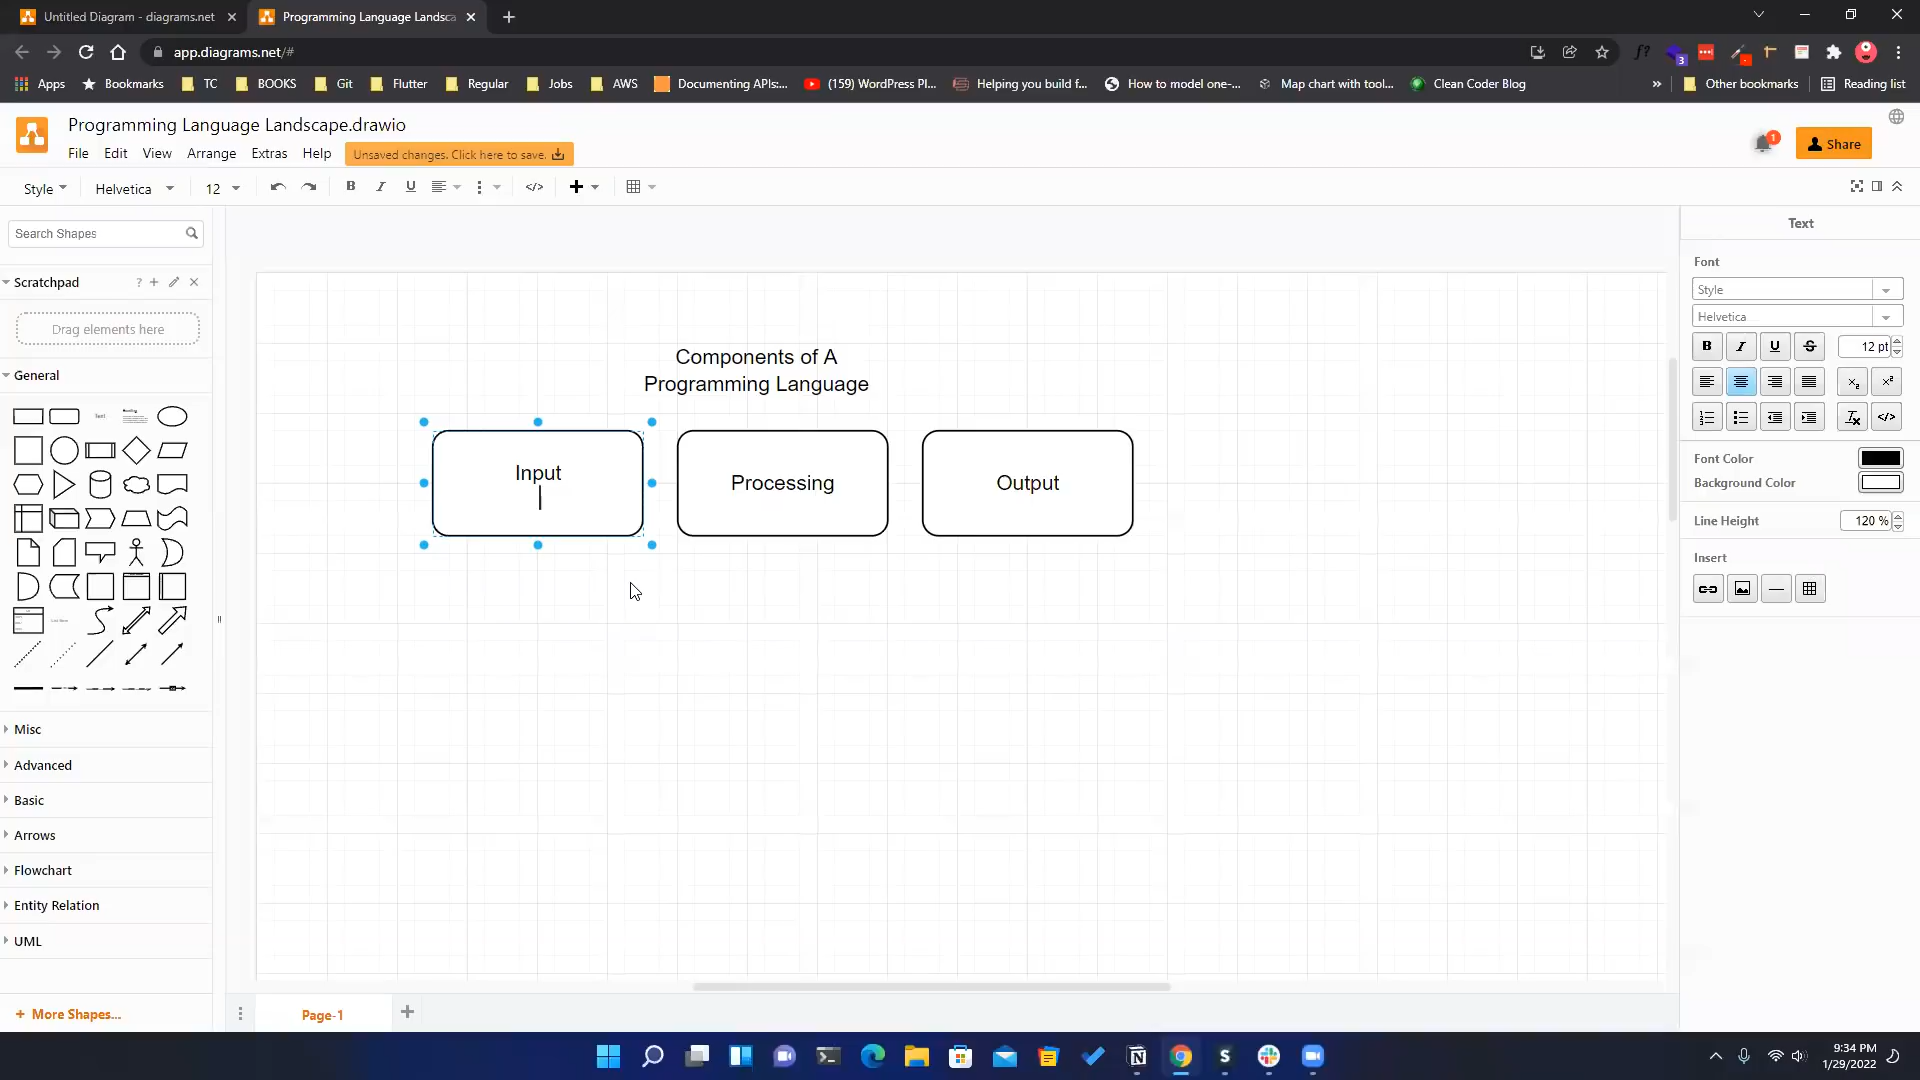 Untitled Diagram - diagrams.net
Programming Language Landsca
app.diagrams.net/#
Apps
Bookmarks
TC
BOOKS
Git
Flutter
Regular
Jobs
AWS
Documenting APIs:...
(159) WordPress Pl...
Helping you build f...
How to model one-...
Map chart with tool...
Clean Coder Blog
»
Other bookmarks
Reading list
Programming Language Landscape.drawio
File
Edit
View
Arrange
Extras
Help
Unsaved changes. Click here to save.
1
Share
Style
Helvetica
12
B
I
U
</>
Search Shapes
Scratchpad
?
Drag elements here
General
Text
Misc
Advanced
Basic
Arrows
Flowchart
Entity Relation
UML
+ More Shapes...
Components of A
Programming Language
Input
Processing
Output
Page-1
Text
Font
Style
Helvetica
B
I
U
S
12 pt
Font Color
Background Color
Line Height
120 %
Insert
9:34 PM
1/29/2022